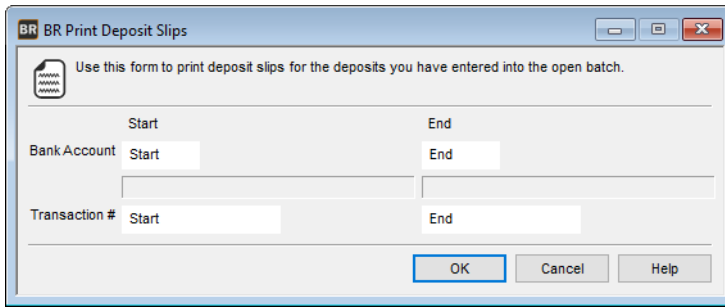 BR BR Print Deposit Slips
Use this form to print deposit slips for the deposits you have entered into the open batch.
Start End
Bank Account Start End
Transaction # Start End
OK Cancel Help